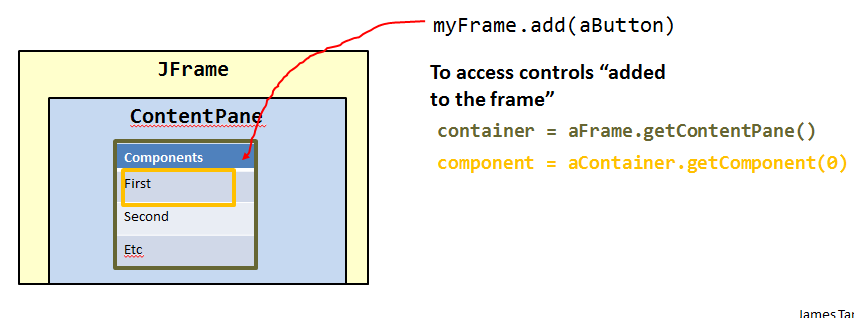 myFrame.add(aButton)
JFrame
To access controls “added
to the frame”
ContentPane
container = aFrame.getContentPane()
Components
component = aContainer.getComponent(0)
First
Second
Etc
James